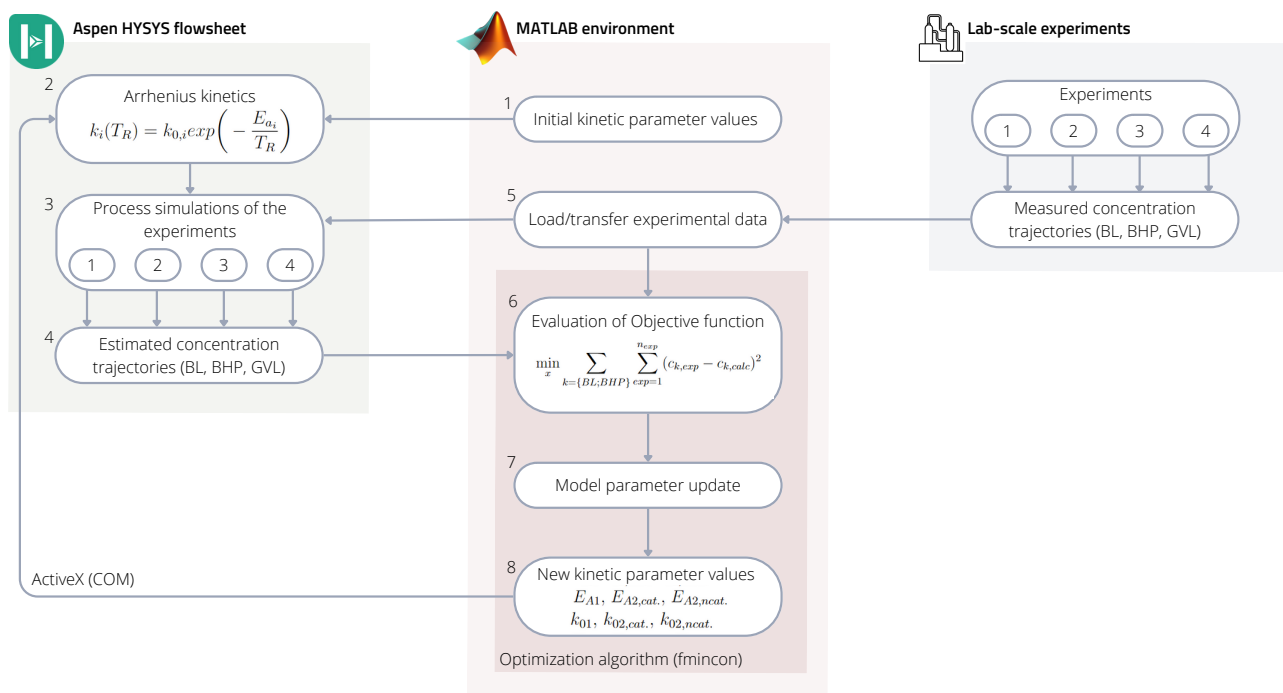 Aspen HYSYS flowsheet
2
Arrhenius kinetics
k_i(T_R) = k_{0,i}exp(-\frac{E_{a_i}}{T_R})
3
Process simulations of the
experiments
1 2 3 4
4
Estimated concentration
trajectories (BL, BHP, GVL)
ActiveX (COM)
MATLAB environment
1
Initial kinetic parameter values
5
Load/transfer experimental data
6
Evaluation of Objective function
\min_x \sum_{k=\{BL;BHP\}} \sum_{exp=1}^{n_{exp}} (c_{k,exp} - c_{k,calc})^2
7
Model parameter update
8
New kinetic parameter values
E_{A1}, E_{A2,cat.}, E_{A2,ncat.}
k_{01}, k_{02,cat.}, k_{02,ncat.}
Optimization algorithm (fmincon)
Lab-scale experiments
Experiments
1 2 3 4
Measured concentration
trajectories (BL, BHP, GVL)